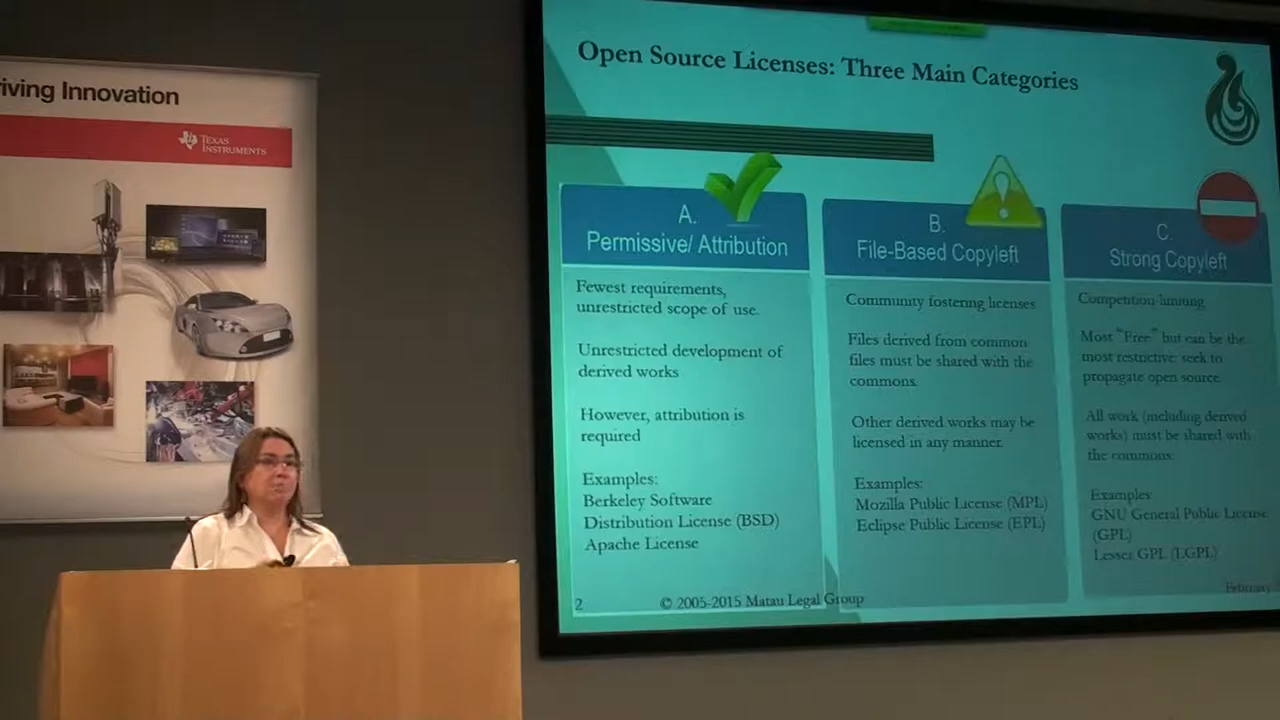 iving Innovation
TEXAS
INSTRUMENTS
Open Source Licenses: Three Main Categories
A.
Permissive/ Attribution
Fewest requirements,
unrestricted scope of use.
Unrestricted development of
derived works
However, attribution is
required
Examples:
Berkeley Software
Distribution License (BSD)
Apache License
B.
File-Based Copyleft
Community fostering licenses
Files derived from common
files must be shared with the
commons.
Other derived works may be
licensed in any manner.
Examples:
Mozilla Public License (MPL)
Eclipse Public License (EPL)
C.
Strong Copyleft
Competition-limiting
Most "Free" but can be the
most restrictive: seek to
propagate open source.
All work (including derived
works) must be shared with
the commons.
Examples:
GNU General Public License
(GPL)
Lesser GPL (LGPL)
2
© 2005-2015 Matau Legal Group
February